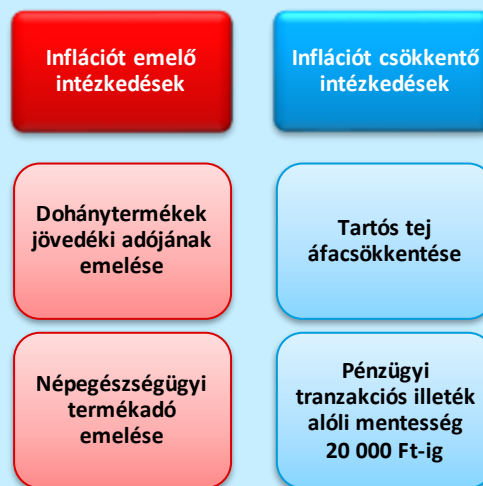 Inflációt emelő
intézkedések
Inflációt csökkentő
intézkedések
Dohánytermékek
jövedéki adójának
emelése
Tartós tej
áfacsökkentése
Népegészségügyi
termékadó
emelése
Pénzügyi
tranzakciós illeték
alóli mentesség
20 000 Ft-ig